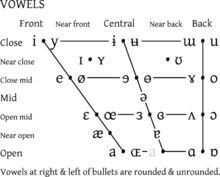 VOWELS
Front Near front Central Near back Back
Close i y ɨ ʉ ɯ u
Near close ɪ ʏ ʊ
Close mid e ø ɘ ɵ ɤ o
Mid ə
Open mid ɛ œ ɜ ɞ ʌ ɔ
Near open æ ɐ
Open a ɶ a ɑ ɒ
Vowels at right & left of bullets are rounded & unrounded.